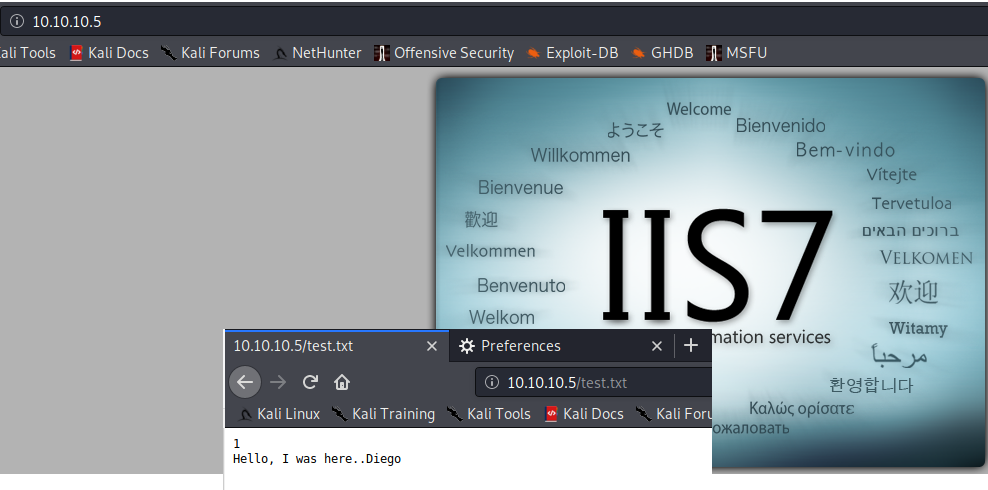 10.10.10.5
ali Tools Kali Docs Kali Forums NetHunter Offensive Security Exploit-DB GHDB MSFU
Welcome
ようこそ
Bienvenido
Willkommen
Bem-vindo
Vítejte
Bienvenue
Tervetuloa
歡迎
ברוכים הבאים
Velkommen
VELKOMEN
Benvenuto
欢迎
Welkom
Witamy
IIS7
mation services
مرحباً
환영합니다
Καλώς ορίσατε
ожаловать
10.10.10.5/test.txt Preferences
10.10.10.5/test.txt
Kali Linux Kali Training Kali Tools Kali Docs Kali Foru
1
Hello, I was here..Diego